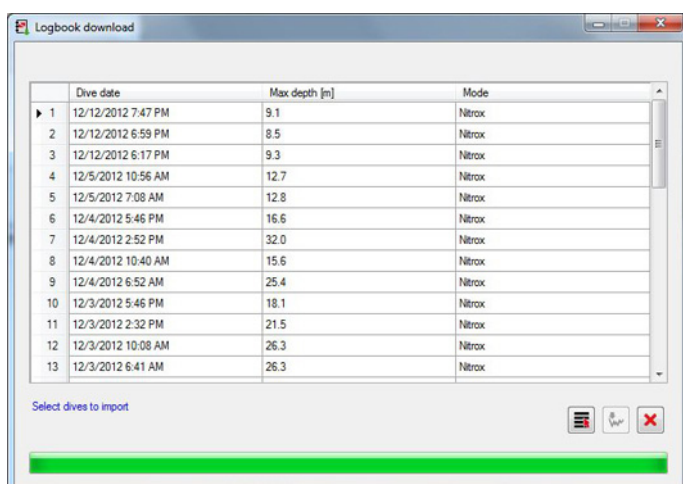 Logbook download
Dive date Max depth [m] Mode
1 12/12/2012 7:47 PM 9.1 Nitrox
2 12/12/2012 6:59 PM 8.5 Nitrox
3 12/12/2012 6:17 PM 9.3 Nitrox
4 12/5/2012 10:56 AM 12.7 Nitrox
5 12/5/2012 7:08 AM 12.8 Nitrox
6 12/4/2012 5:46 PM 16.6 Nitrox
7 12/4/2012 2:52 PM 32.0 Nitrox
8 12/4/2012 10:40 AM 15.6 Nitrox
9 12/4/2012 6:52 AM 25.4 Nitrox
10 12/3/2012 5:46 PM 18.1 Nitrox
11 12/3/2012 2:32 PM 21.5 Nitrox
12 12/3/2012 10:08 AM 26.3 Nitrox
13 12/3/2012 6:41 AM 26.3 Nitrox
Select dives to import